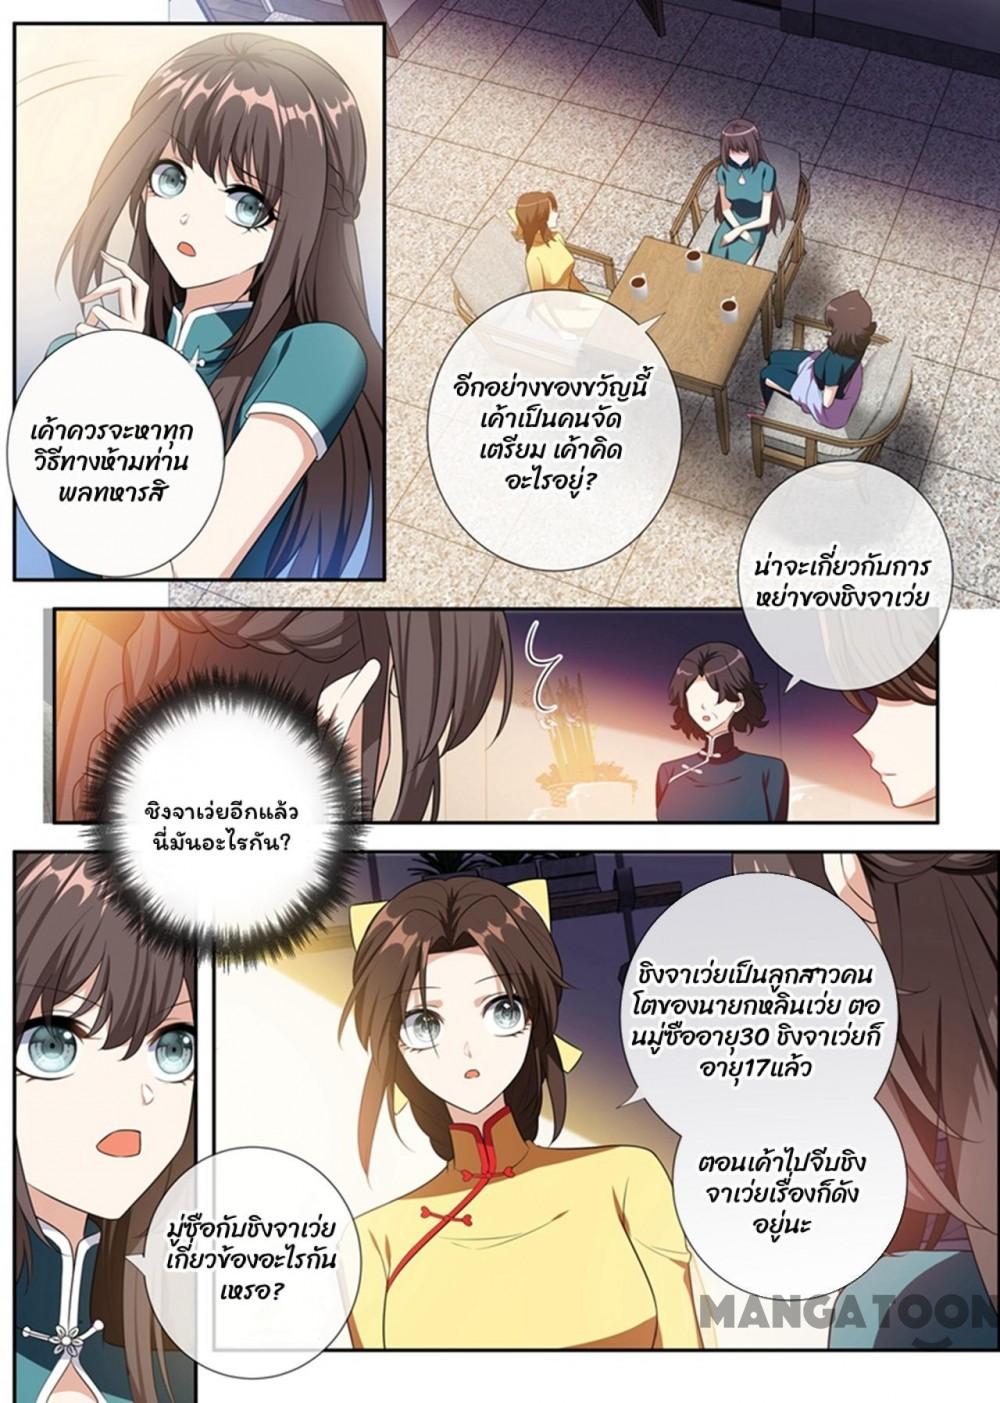 เค้าควรจะหาทุก
วิธีทางห้ามท่าน
พลทหารสิ
อีกอย่างของขวัญนี้
เค้าเป็นคนจัด
เตรียม เค้าคิด
อะไรอยู่?
น่าจะเกี่ยวกับการ
หย่าของชิงจาเว่ย
ชิงจาเว่ยอีกแล้ว
นี่มันอะไรกัน?
ชิงจาเว่ยเป็นลูกสาวคน
โตของนายกหลินเว่ย ตอ
นมู่ซืออายุ30 ชิงจาเว่ยก็
อายุ17แล้ว
ตอนเค้าไปจีบชิง
จาเว่ยเรื่องก็ดัง
อยู่นะ
มู่ซือกับชิงจาเว่ย
เกี่ยวข้องอะไรกัน
เหรอ?
MANGATOON